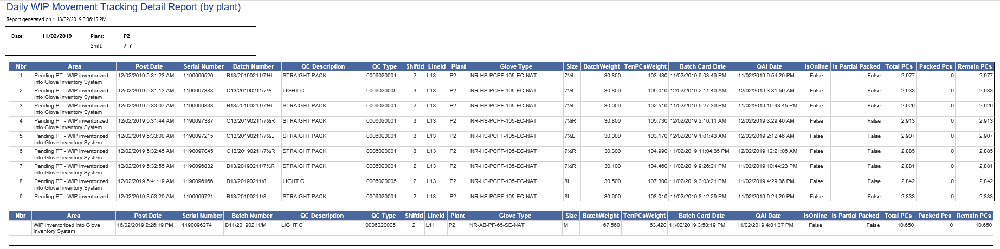 Daily WIP Movement Tracking Detail Report (by plant)
Report generated on : 18/02/2019 3:06:15 PM
Date: 11/02/2019 Plant: P2
Shift: 7-7
Nbr Area Post Date Serial Number Batch Number QC Description QC Type ShiftId LineId Plant Glove Type Size BatchWeight TenPCsWeight Batch Card Date QAI Date IsOnline Is Partial Packed Total PCs Packed Pcs Remain PCs
1 Pending PT - WIP inventorized 12/02/2019 5:31:23 AM 1190096520 B13/20190211/7½L STRAIGHT PACK 0006020001 2 L13 P2 NR-HS-PCPF-105-EC-NAT 7½L 30.800 103.430 11/02/2019 6:03:46 PM 11/02/2019 6:54:20 PM False False 2,977 0 2,977
into Glove Inventory System
2 Pending PT - WIP inventorized 12/02/2019 5:31:13 AM 1190097388 C13/20190211/7½L LIGHT C 0006020005 3 L13 P2 NR-HS-PCPF-105-EC-NAT 7½L 30.800 105.010 12/02/2019 2:11:40 AM 12/02/2019 3:31:59 AM False False 2,933 0 2,933
into Glove Inventory System
3 Pending PT - WIP inventorized 12/02/2019 5:33:07 AM 1190096833 B13/20190211/7½L STRAIGHT PACK 0006020001 2 L13 P2 NR-HS-PCPF-105-EC-NAT 7½L 30.000 102.510 11/02/2019 9:27:39 PM 11/02/2019 10:43:45 PM False False 2,926 0 2,926
into Glove Inventory System
4 Pending PT - WIP inventorized 12/02/2019 5:31:44 AM 1190097387 C13/20190211/7½R STRAIGHT PACK 0006020001 3 L13 P2 NR-HS-PCPF-105-EC-NAT 7½R 30.800 105.730 12/02/2019 2:10:11 AM 12/02/2019 3:29:40 AM False False 2,913 0 2,913
into Glove Inventory System
5 Pending PT - WIP inventorized 12/02/2019 5:33:00 AM 1190097215 C13/20190211/7½L STRAIGHT PACK 0006020001 3 L13 P2 NR-HS-PCPF-105-EC-NAT 7½L 30.000 103.170 12/02/2019 1:01:43 AM 12/02/2019 2:12:46 AM False False 2,907 0 2,907
into Glove Inventory System
6 Pending PT - WIP inventorized 12/02/2019 5:32:45 AM 1190097045 C13/20190211/7½R STRAIGHT PACK 0006020001 3 L13 P2 NR-HS-PCPF-105-EC-NAT 7½R 30.300 104.990 11/02/2019 11:04:35 PM 12/02/2019 12:21:06 AM False False 2,885 0 2,885
into Glove Inventory System
7 Pending PT - WIP inventorized 12/02/2019 5:32:55 AM 1190096832 B13/20190211/7½R STRAIGHT PACK 0006020001 2 L13 P2 NR-HS-PCPF-105-EC-NAT 7½R 30.100 104.460 11/02/2019 9:26:21 PM 11/02/2019 10:44:23 PM False False 2,881 0 2,881
into Glove Inventory System
8 Pending PT - WIP inventorized 12/02/2019 5:41:19 AM 1190096166 B13/20190211/8L LIGHT C 0006020005 2 L13 P2 NR-HS-PCPF-105-EC-NAT 8L 30.500 107.300 11/02/2019 3:03:21 PM 11/02/2019 4:29:36 PM False False 2,842 0 2,842
into Glove Inventory System
9 Pending PT - WIP inventorized 12/02/2019 3:53:29 AM 1190096721 B13/20190211/8L STRAIGHT PACK 0006020001 2 L13 P2 NR-HS-PCPF-105-EC-NAT 8L 30.600 108.010 11/02/2019 8:12:29 PM 11/02/2019 9:24:20 PM False False 2,833 0 2,833
Nbr Area Post Date Serial Number Batch Number QC Description QC Type ShiftId LineId Plant Glove Type Size BatchWeight TenPCsWeight Batch Card Date QAI Date IsOnline Is Partial Packed Total PCs Packed Pcs Remain PCs
1 WIP inventorized into Glove 16/02/2019 2:26:19 PM 1190096274 B11/20190211/M LIGHT C 0006020005 2 L11 P2 NR-AB-PF-65-SE-NAT M 67.560 63.420 11/02/2019 3:58:19 PM 11/02/2019 4:01:37 PM False False 10,650 0 10,650
Inventory System